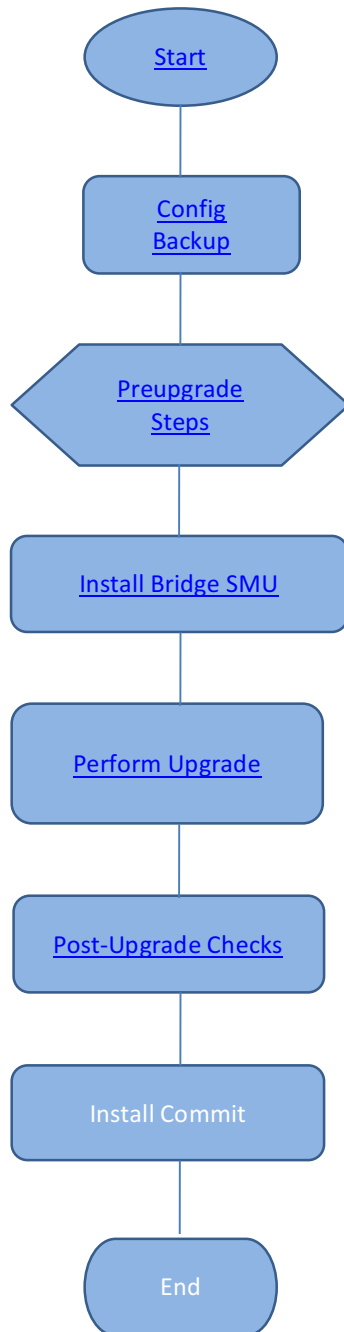 Start
Config
Backup
Preupgrade
Steps
Install Bridge SMU
Perform Upgrade
Post-Upgrade Checks
Install Commit
End